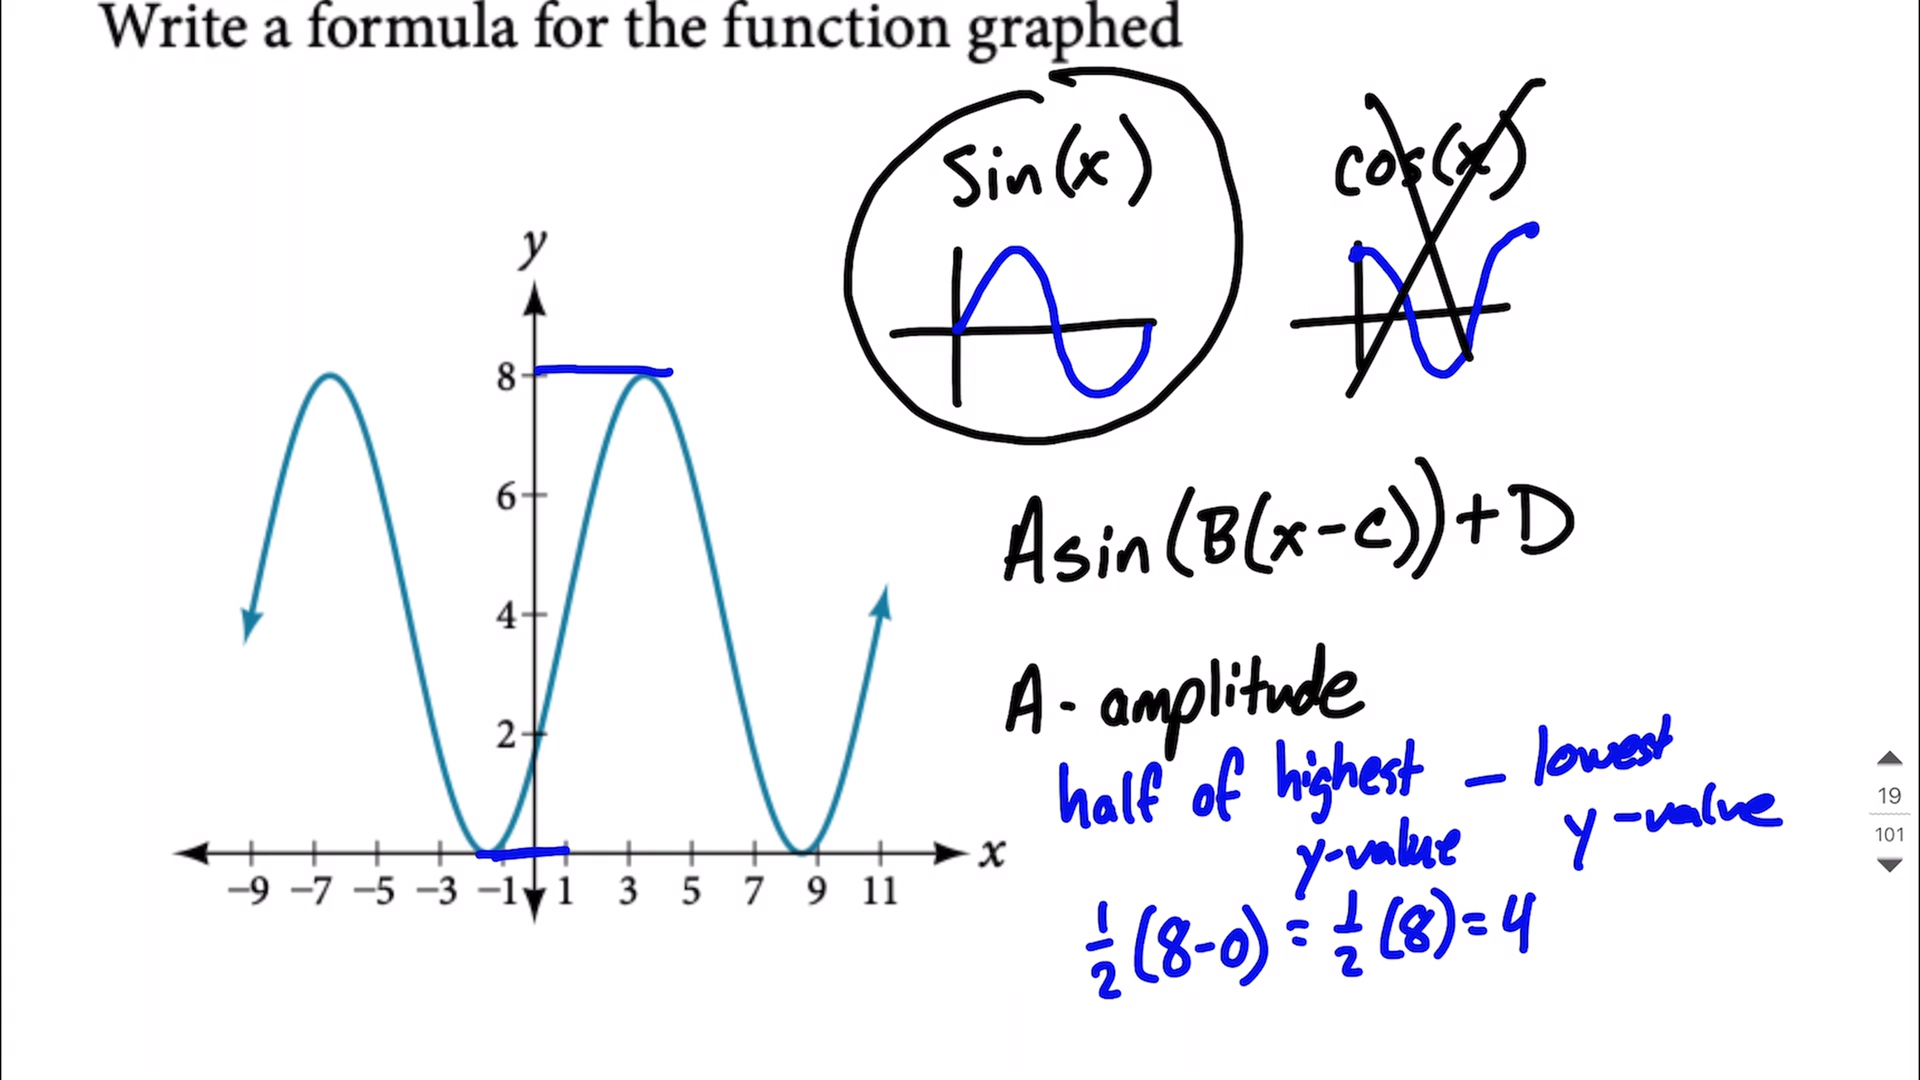 Write a formula for the function graphed
sin(x)
cos(x)
y
8
6
4
2
−9 −7 −5 −3 −1 1 3 5 7 9 11
x
Asin(B(x-C))+D
A- amplitude
half of highest - lowest
y-value y-value
1/2 (8-0) = 1/2 (8) = 4
19
101